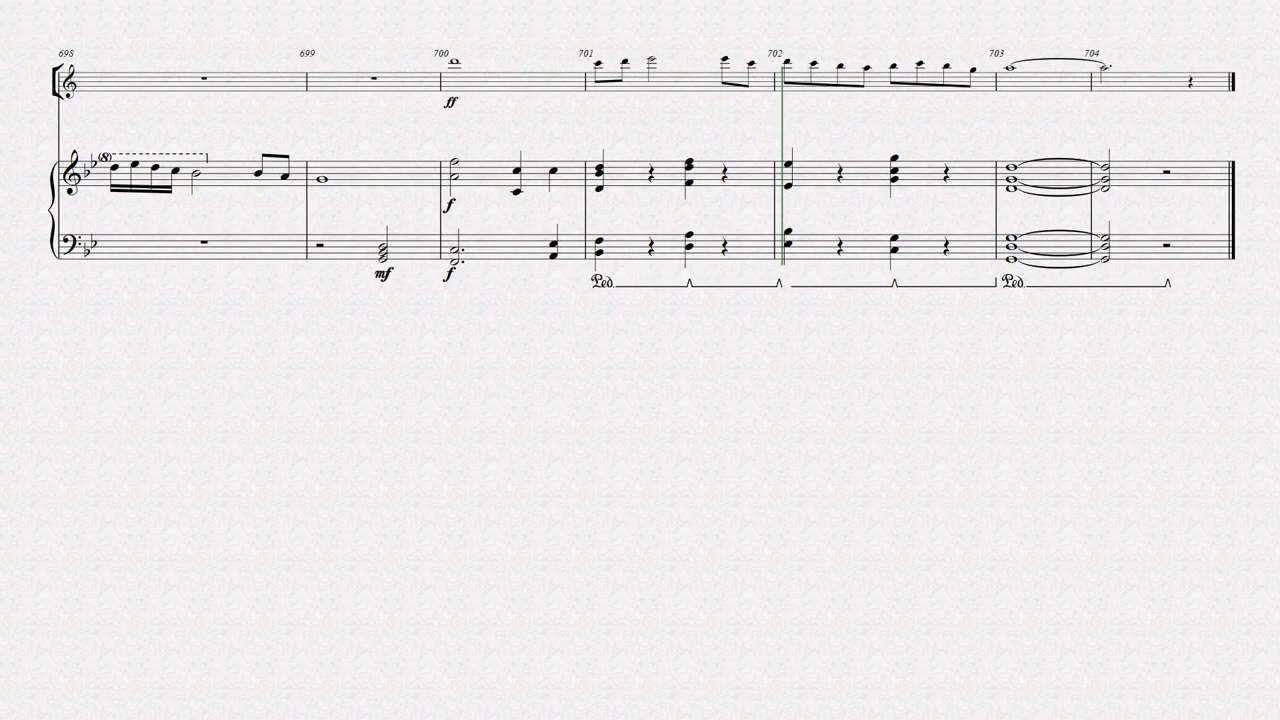 698 699 700 701 702 703 704
ff
(8)
f
mf f
Ped. Ped.